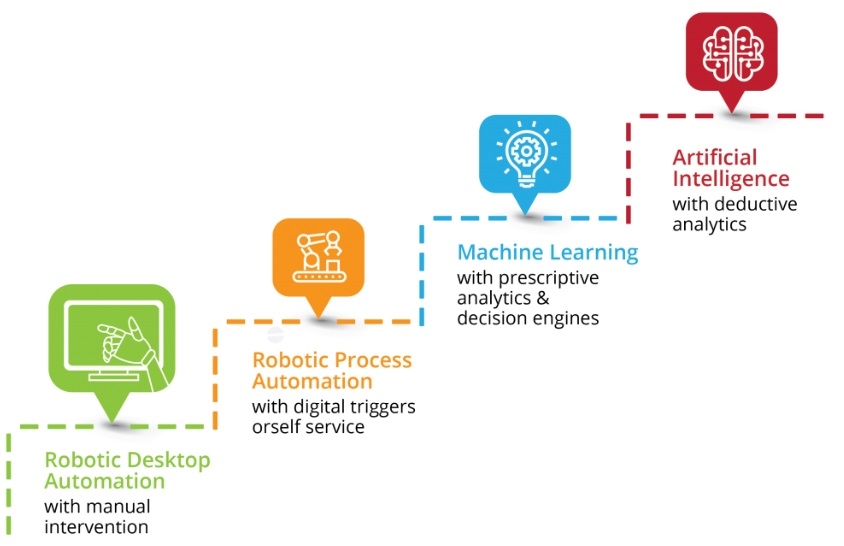 Robotic Desktop
Automation
with manual
intervention
Robotic Process
Automation
with digital triggers
orself service
Machine Learning
with prescriptive
analytics &
decision engines
Artificial
Intelligence
with deductive
analytics